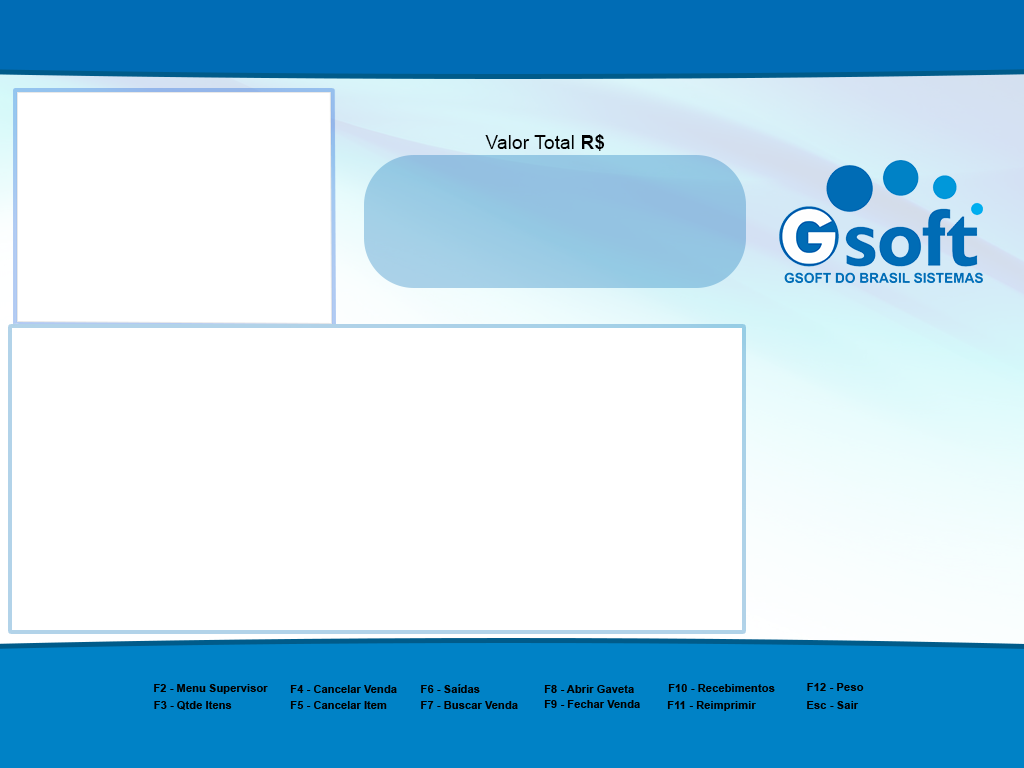 Valor Total R$
Gsoft
GSOFT DO BRASIL SISTEMAS
F2 - Menu Supervisor
F3 - Qtde Itens
F4 - Cancelar Venda
F5 - Cancelar Item
F6 - Saídas
F7 - Buscar Venda
F8 - Abrir Gaveta
F9 - Fechar Venda
F10 - Recebimentos
F11 - Reimprimir
F12 - Peso
Esc - Sair